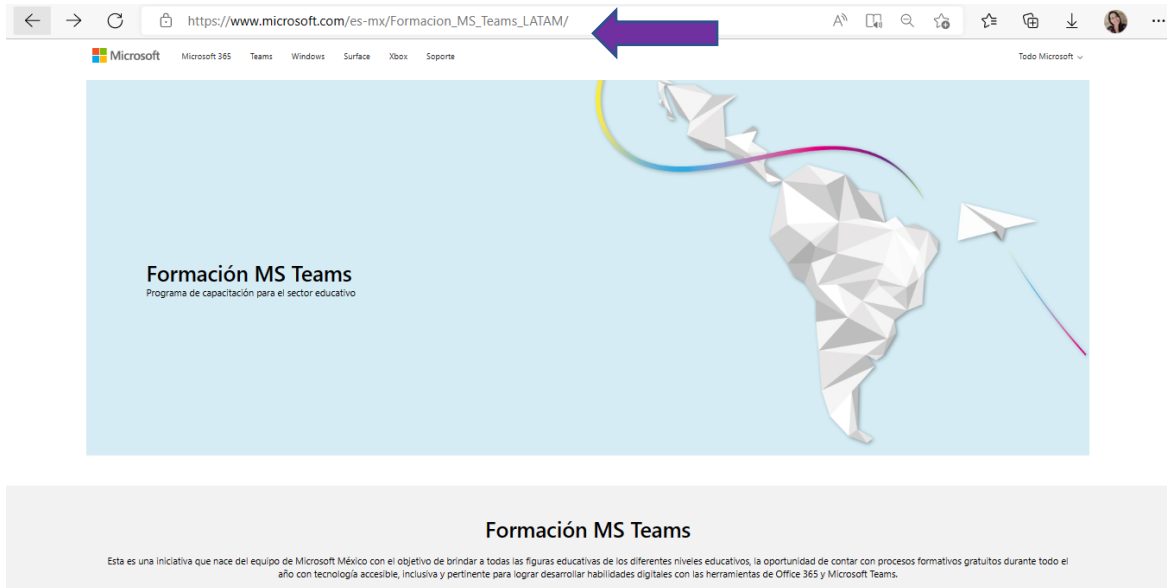 https://www.microsoft.com/es-mx/Formacion_MS_Teams_LATAM/
Microsoft Microsoft 365 Teams Windows Surface Xbox Soporte Todo Microsoft
Formación MS Teams
Programa de capacitación para el sector educativo
Formación MS Teams
Esta es una iniciativa que nace del equipo de Microsoft México con el objetivo de brindar a todas las figuras educativas de los diferentes niveles educativos, la oportunidad de contar con procesos formativos gratuitos durante todo el
año con tecnología accesible, inclusiva y pertinente para lograr desarrollar habilidades digitales con las herramientas de Office 365 y Microsoft Teams.